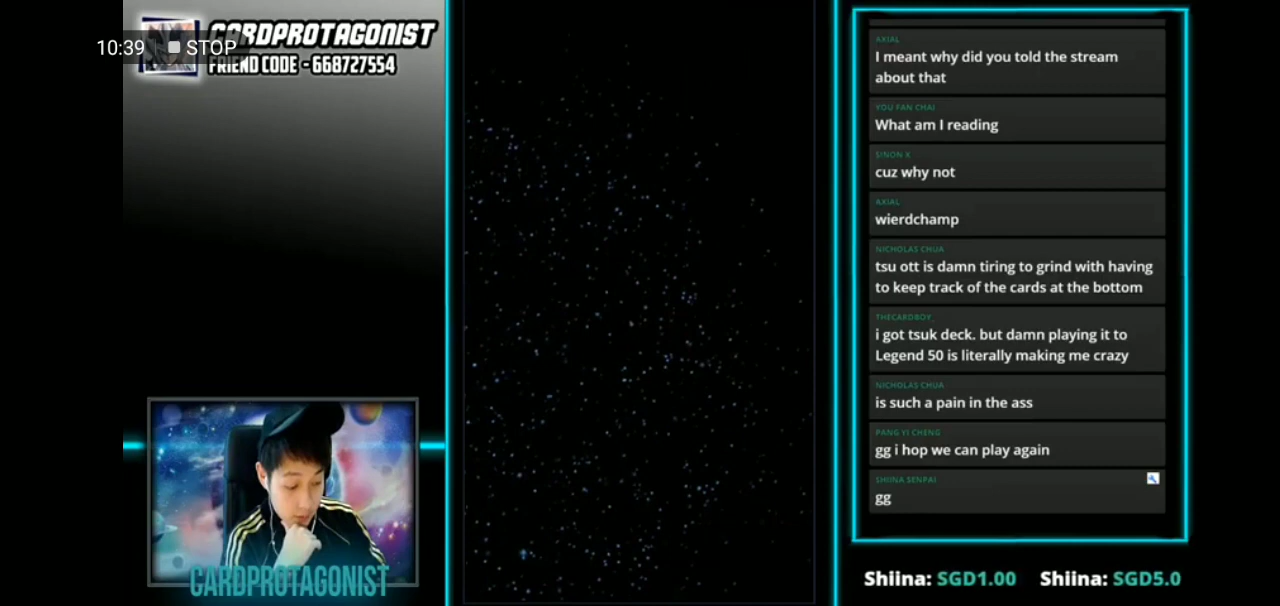 CARDPROTAGONIST
10:39 STOP
FRIEND CODE - 668727554
AXIAL
I meant why did you told the stream
about that
YOU FAN CHAI
What am I reading
SINON X
cuz why not
AXIAL
wierdchamp
NICHOLAS CHUA
tsu ott is damn tiring to grind with having
to keep track of the cards at the bottom
THECARDBOY_
i got tsuk deck. but damn playing it to
Legend 50 is literally making me crazy
NICHOLAS CHUA
is such a pain in the ass
PANG YI CHENG
gg i hop we can play again
SHIINA SENPAI
gg
CARDPROTAGONIST
Shiina: SGD1.00 Shiina: SGD5.0